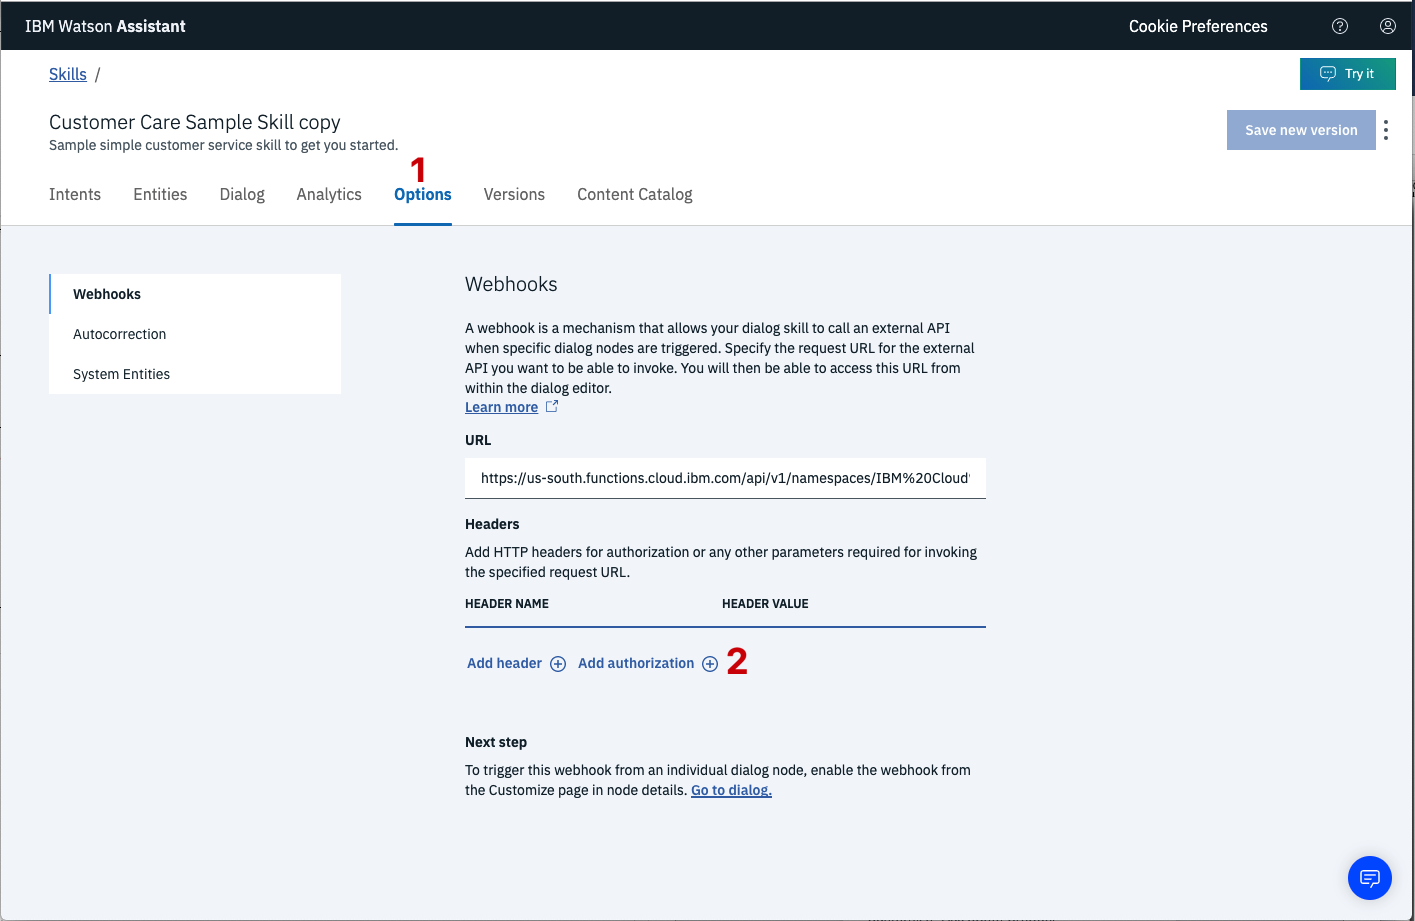 IBM Watson Assistant
Cookie Preferences
Skills /
Try it
Customer Care Sample Skill copy
Sample simple customer service skill to get you started.
Save new version
1
Intents Entities Dialog Analytics Options Versions Content Catalog
Webhooks
Autocorrection
System Entities
Webhooks
A webhook is a mechanism that allows your dialog skill to call an external API
when specific dialog nodes are triggered. Specify the request URL for the external
API you want to be able to invoke. You will then be able to access this URL from
within the dialog editor.
Learn more
URL
https://us-south.functions.cloud.ibm.com/api/v1/namespaces/IBM%20Cloud
Headers
Add HTTP headers for authorization or any other parameters required for invoking
the specified request URL.
HEADER NAME HEADER VALUE
Add header Add authorization 2
Next step
To trigger this webhook from an individual dialog node, enable the webhook from
the Customize page in node details. Go to dialog.